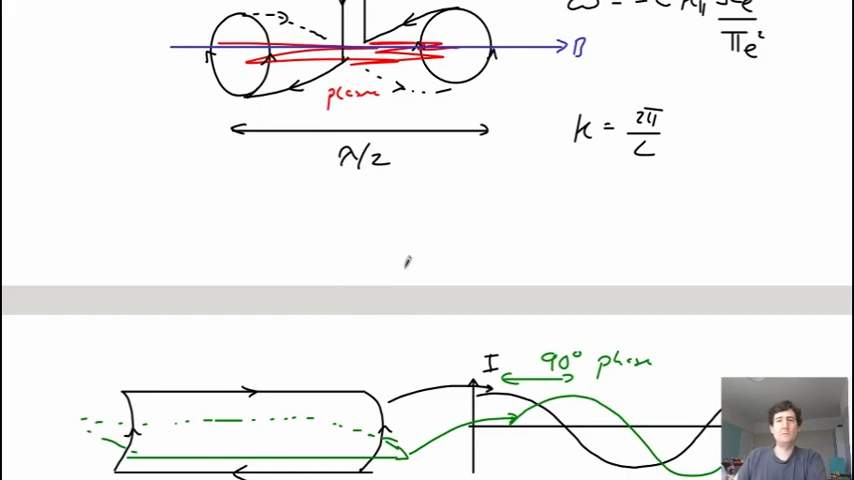 B
plasma
λ/2
k = 2π/L
I
90° phase